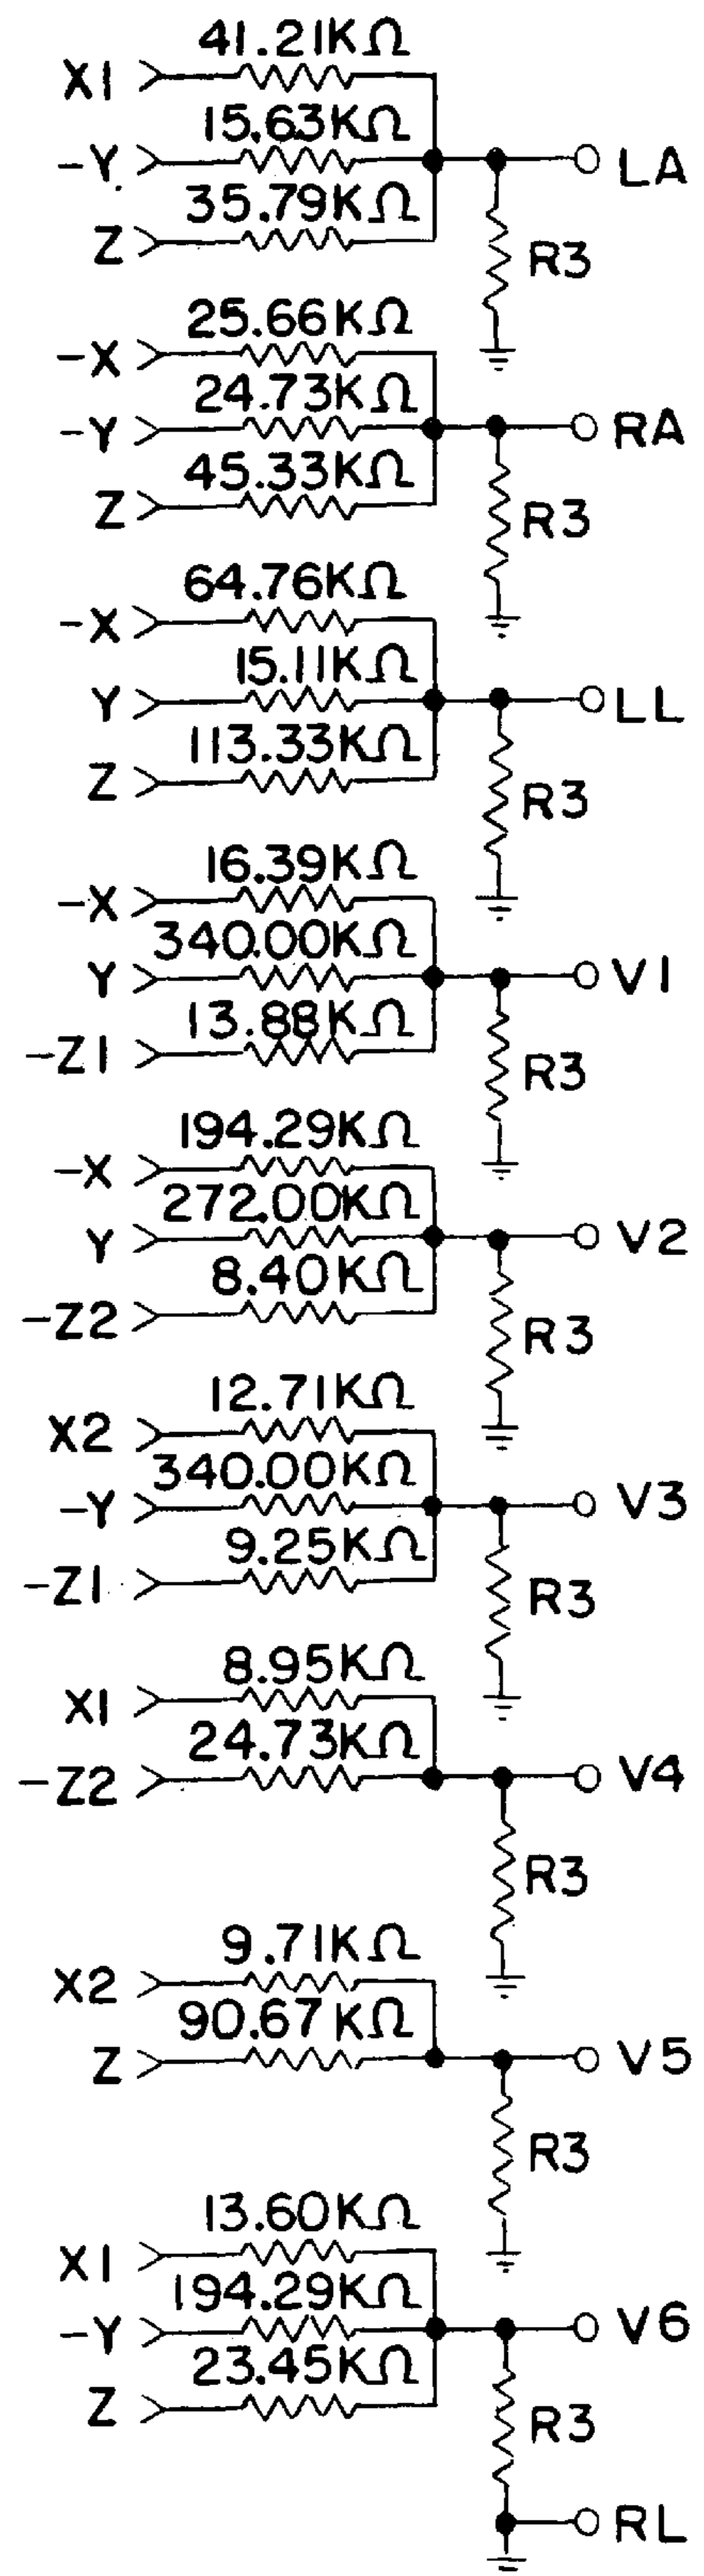 41.21KΩ
X1
15.63KΩ
-Y
LA
35.79KΩ
Z
R3
25.66KΩ
-X
24.73KΩ
-Y
RA
45.33KΩ
Z
R3
64.76KΩ
-X
15.11KΩ
Y
LL
113.33KΩ
Z
R3
16.39KΩ
-X
340.00KΩ
Y
V1
13.88KΩ
-Z1
R3
194.29KΩ
-X
272.00KΩ
Y
V2
8.40KΩ
-Z2
R3
12.71KΩ
X2
340.00KΩ
-Y
V3
9.25KΩ
-Z1
R3
8.95KΩ
X1
24.73KΩ
-Z2
V4
R3
9.71KΩ
X2
90.67KΩ
Z
V5
R3
13.60KΩ
X1
194.29KΩ
-Y
V6
23.45KΩ
Z
R3
RL